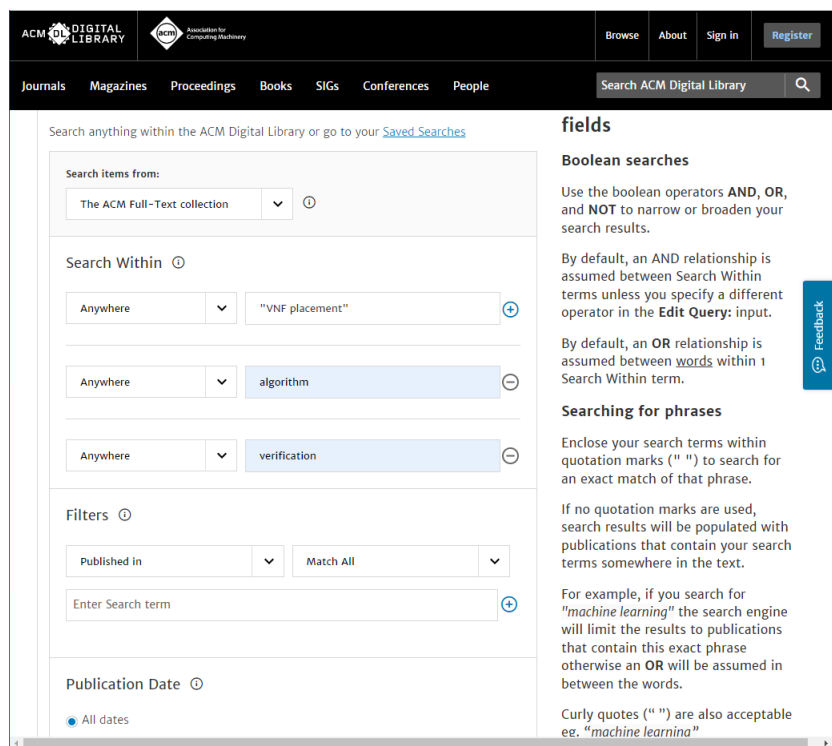 ACM DL DIGITAL LIBRARY
acm Association for Computing Machinery
Browse About Sign in Register
Journals Magazines Proceedings Books SIGs Conferences People
Search ACM Digital Library
Search anything within the ACM Digital Library or go to your Saved Searches
Search items from:
The ACM Full-Text collection
Search Within
Anywhere "VNF placement"
Anywhere algorithm
Anywhere verification
Filters
Published in Match All
Enter Search term
Publication Date
All dates
fields
Boolean searches
Use the boolean operators AND, OR,
and NOT to narrow or broaden your
search results.
By default, an AND relationship is
assumed between Search Within
terms unless you specify a different
operator in the Edit Query: input.
By default, an OR relationship is
assumed between words within 1
Search Within term.
Searching for phrases
Enclose your search terms within
quotation marks (" ") to search for
an exact match of that phrase.
If no quotation marks are used,
search results will be populated with
publications that contain your search
terms somewhere in the text.
For example, if you search for
"machine learning" the search engine
will limit the results to publications
that contain this exact phrase
otherwise an OR will be assumed in
between the words.
Curly quotes (“ ”) are also acceptable
eg. “machine learning”
Feedback